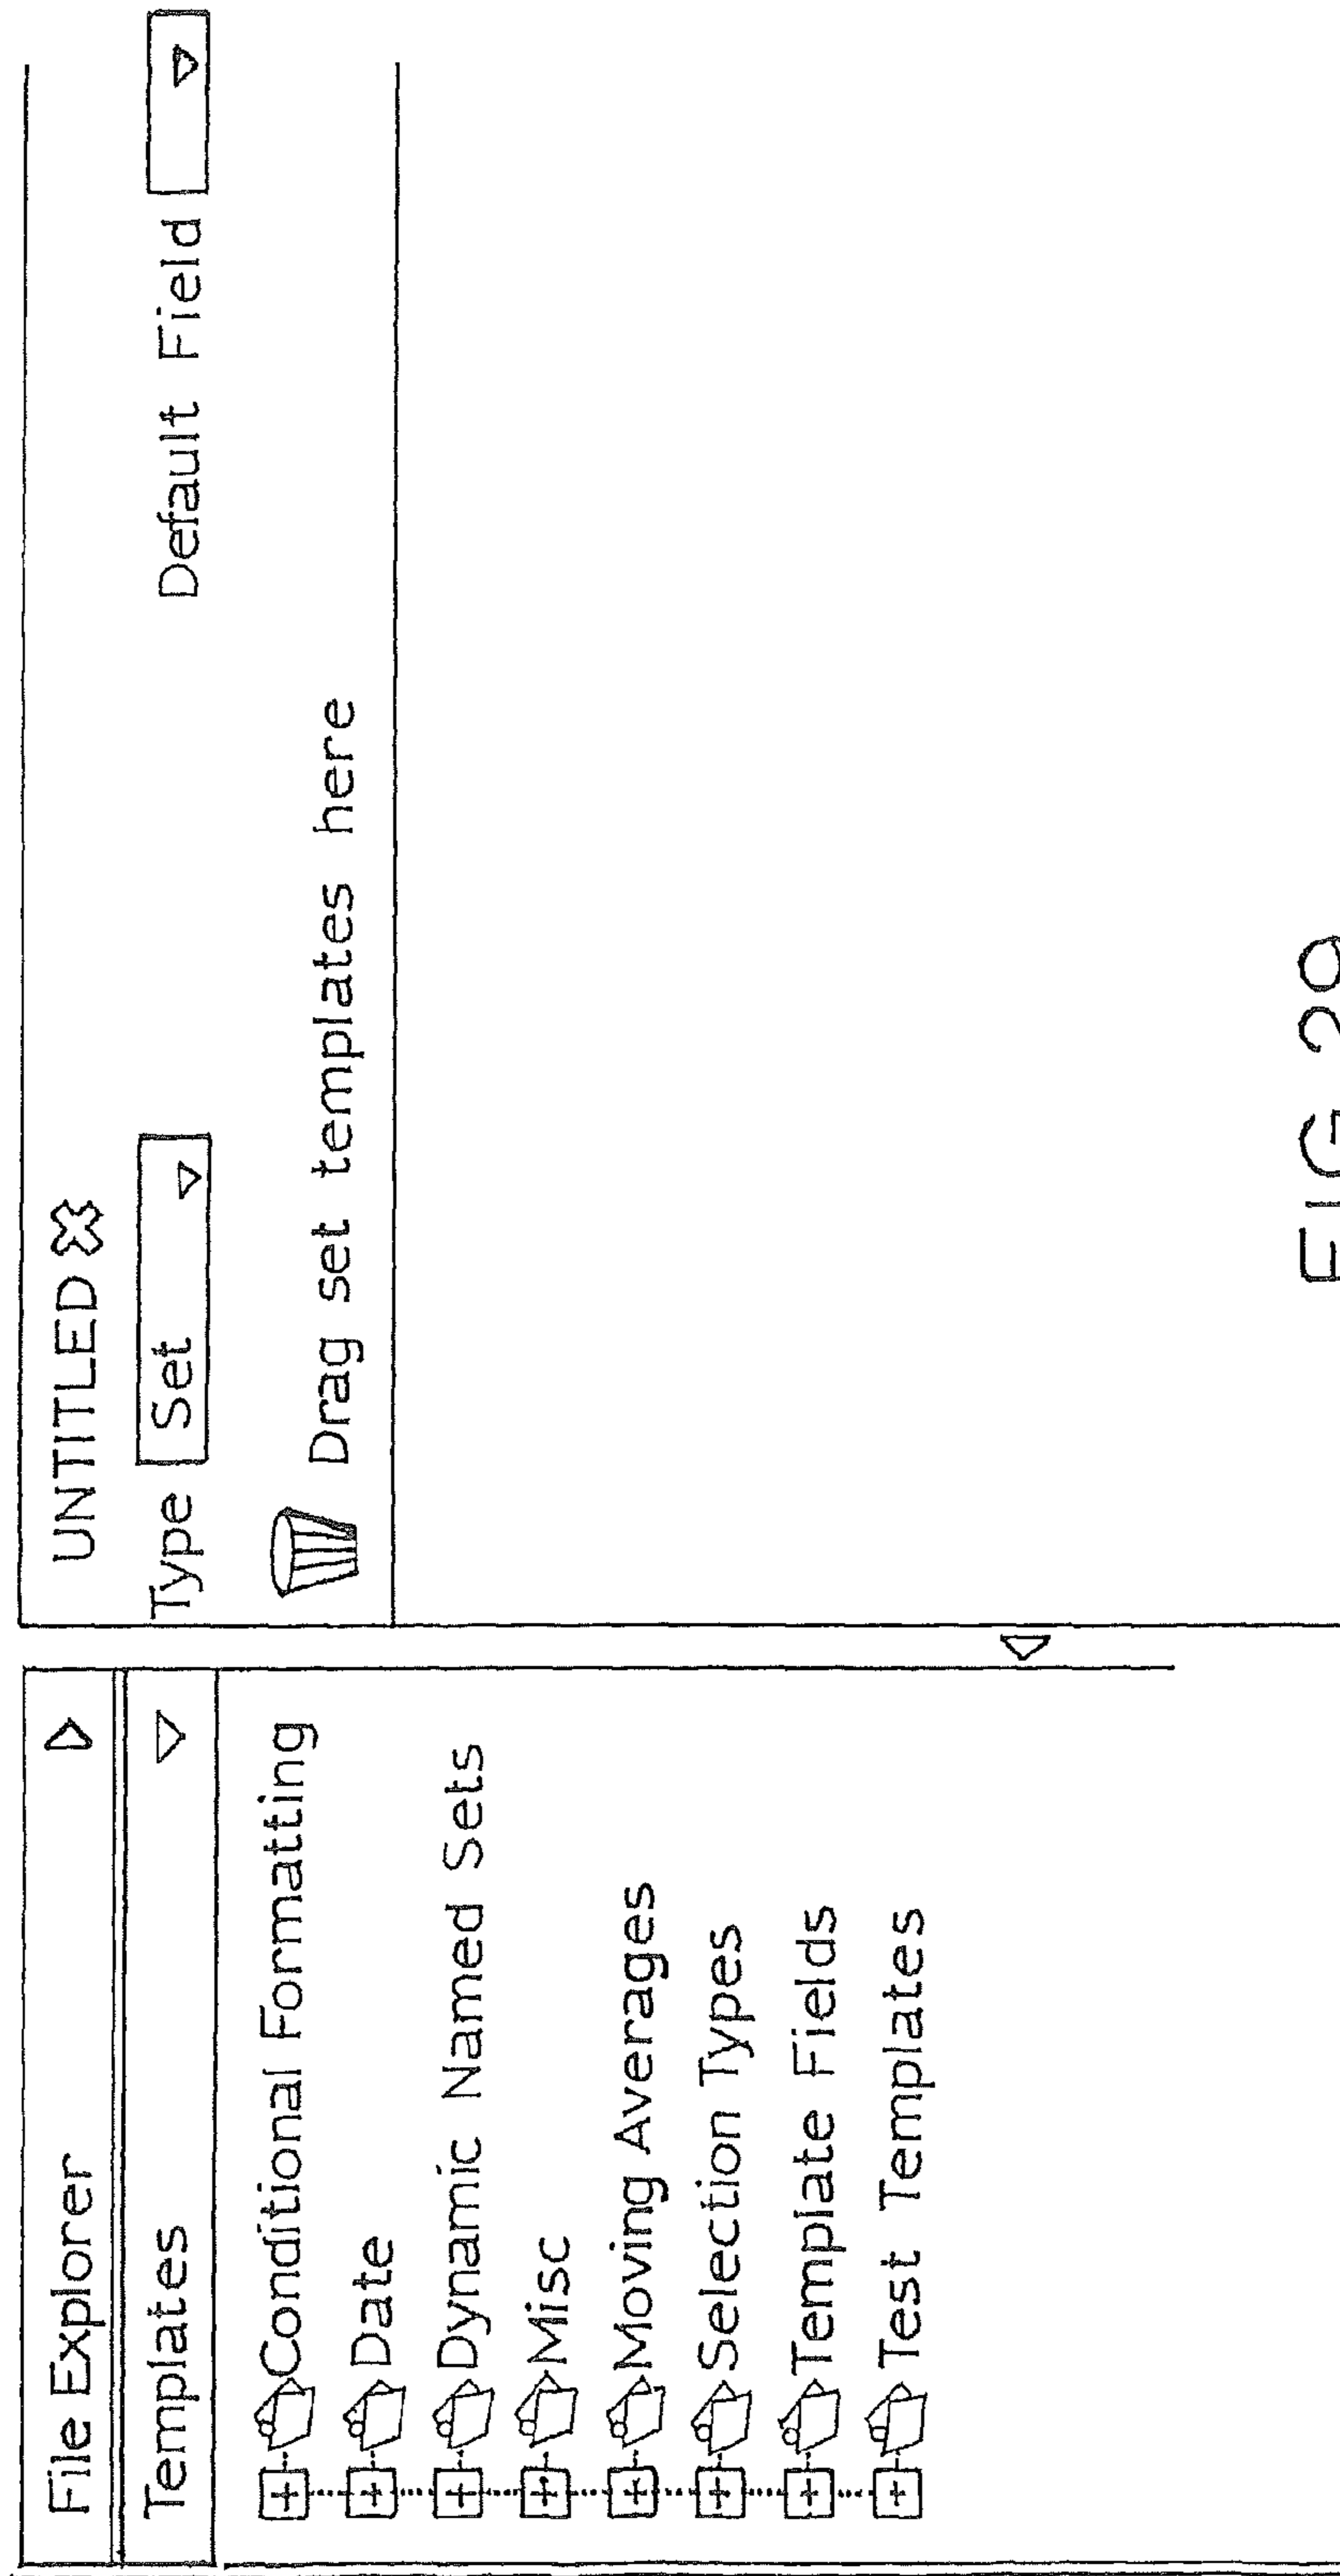 File Explorer
Templates
Conditional Formatting
Date
Dynamic Named Sets
Misc
Moving Averages
Selection Types
Template Fields
Test Templates
UNTITLED
Type Set Default Field
Drag set templates here
FIG